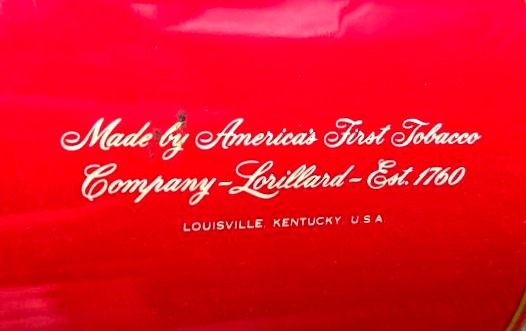 Made by America's First Tobacco
Company – Lorillard – Est. 1760
LOUISVILLE, KENTUCKY, U.S.A.